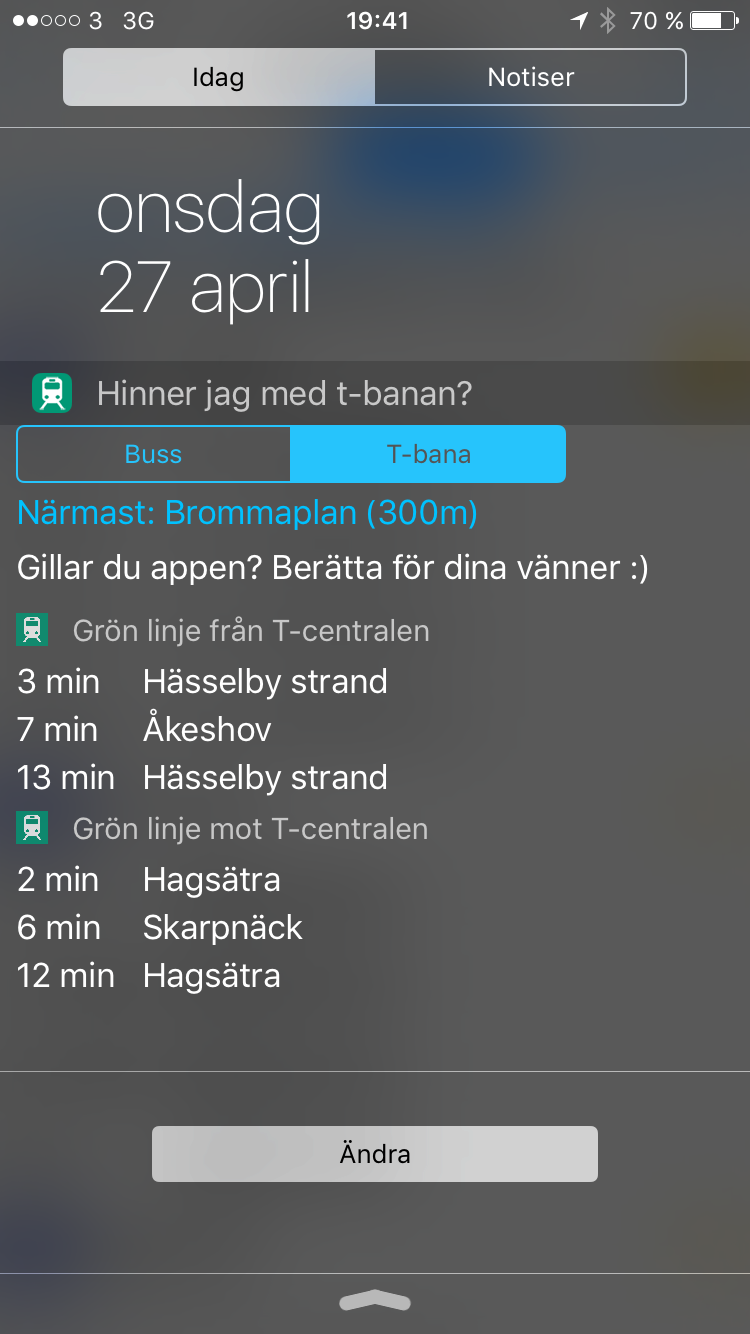 3 3G 19:41 70 %
Idag Notiser
onsdag
27 april
Hinner jag med t-banan?
Buss T-bana
Närmast: Brommaplan (300m)
Gillar du appen? Berätta för dina vänner :)
Grön linje från T-centralen
3 min Hässelby strand
7 min Åkeshov
13 min Hässelby strand
Grön linje mot T-centralen
2 min Hagsätra
6 min Skarpnäck
12 min Hagsätra
Ändra